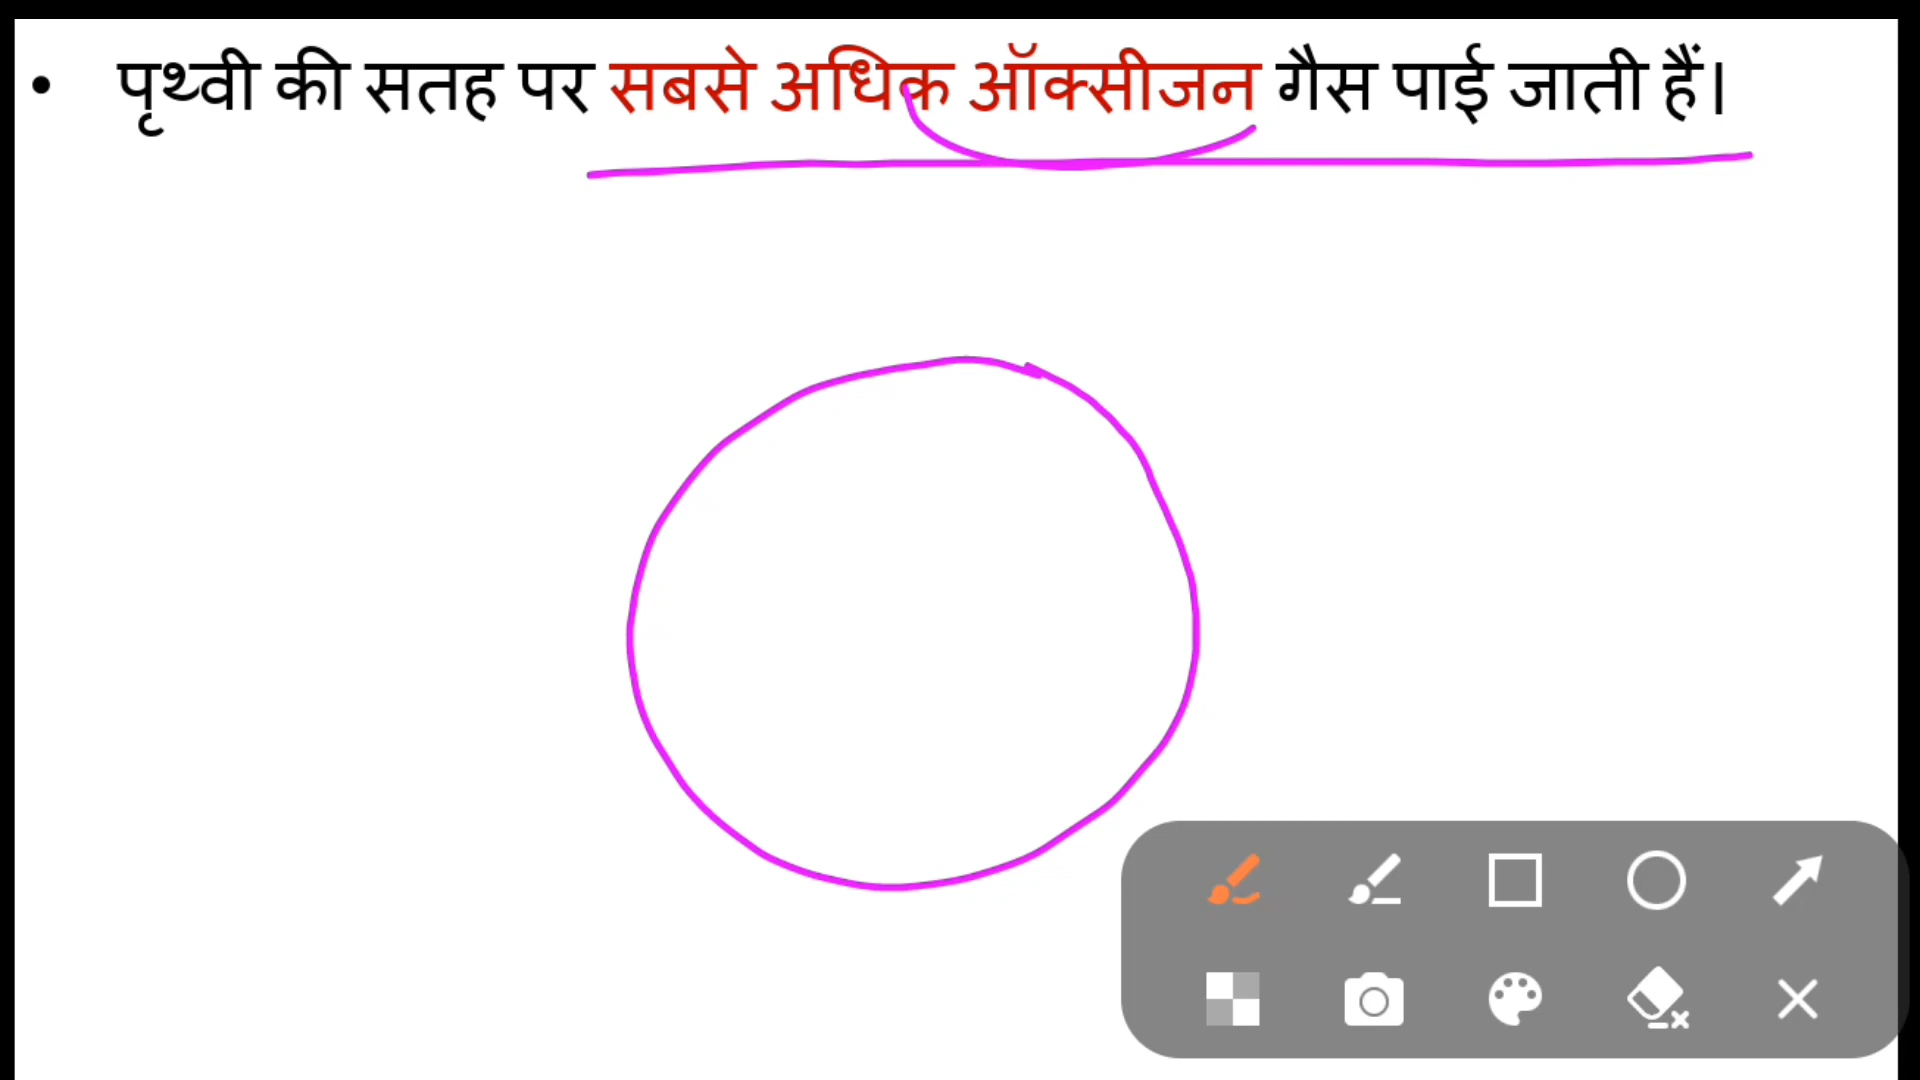 • पृथ्वी की सतह पर सबसे अधिक ऑक्सीजन गैस पाई जाती हैं।